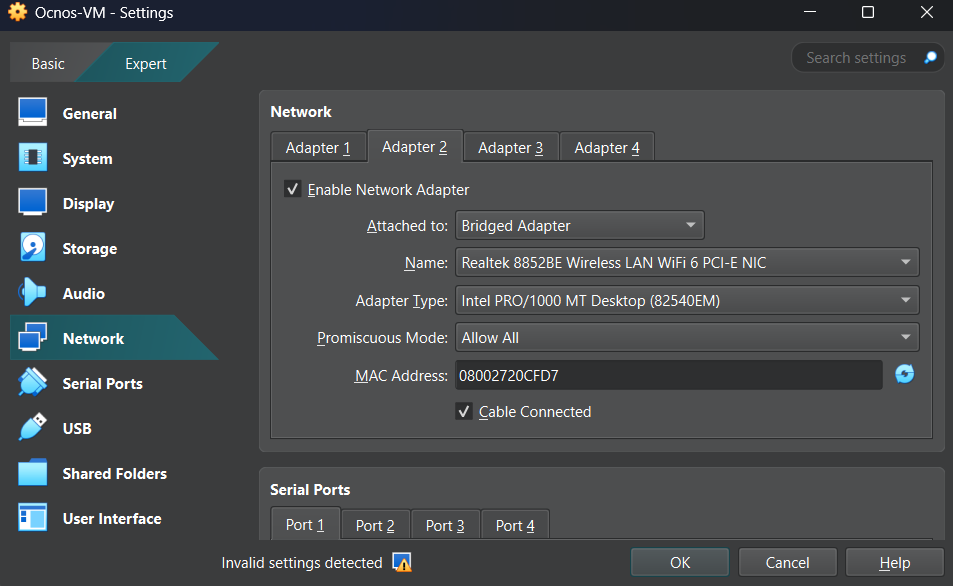 Ocnos-VM - Settings
Basic Expert Search settings
General
System
Display
Storage
Audio
Network
Serial Ports
USB
Shared Folders
User Interface
Network
Adapter 1 Adapter 2 Adapter 3 Adapter 4
Enable Network Adapter
Attached to: Bridged Adapter
Name: Realtek 8852BE Wireless LAN WiFi 6 PCI-E NIC
Adapter Type: Intel PRO/1000 MT Desktop (82540EM)
Promiscuous Mode: Allow All
MAC Address: 08002720CFD7
Cable Connected
Serial Ports
Port 1 Port 2 Port 3 Port 4
Invalid settings detected OK Cancel Help